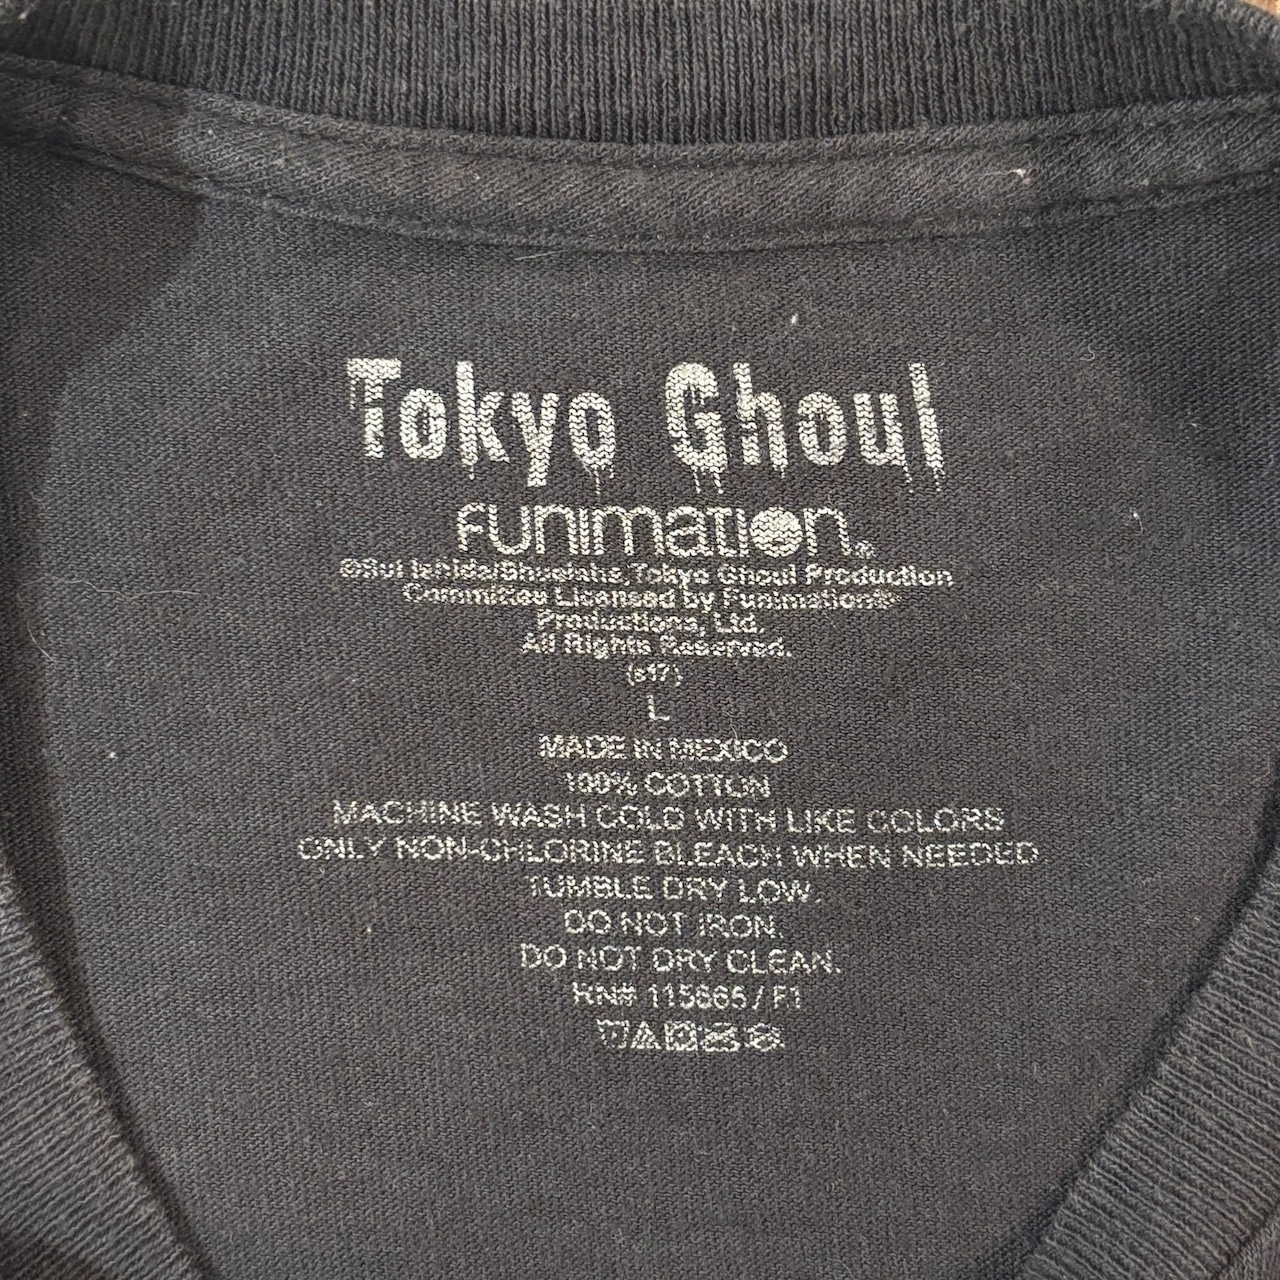 Tokyo Ghoul
FUnimation®
©Sui Ishida/Shueisha,Tokyo Ghoul Production
Committee Licensed by Funimation®
Productions, Ltd.
All Rights Reserved.
(s17)
L
MADE IN MEXICO
100% COTTON
MACHINE WASH COLD WITH LIKE COLORS
ONLY NON-CHLORINE BLEACH WHEN NEEDED
TUMBLE DRY LOW.
DO NOT IRON.
DO NOT DRY CLEAN.
RN# 115665 / F1